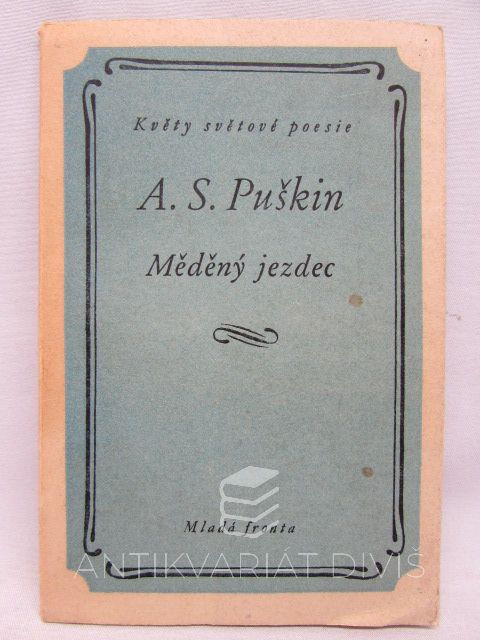 Květy světové poesie
A. S. Puškin
Měděný jezdec
Mladá fronta
ANTIKVARIÁT DIVIŠ